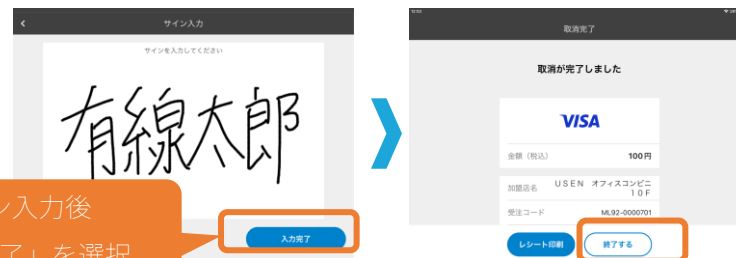 サイン入力
サインを入力してください
有線太郎
ン入力後
了」を選択
入力完了
取消完了
取消が完了しました
VISA
金額（税込） 100円
加盟店名 USEN オフィスコンビニ
10F
受注コード ML92-0000701
レシート印刷 終了する